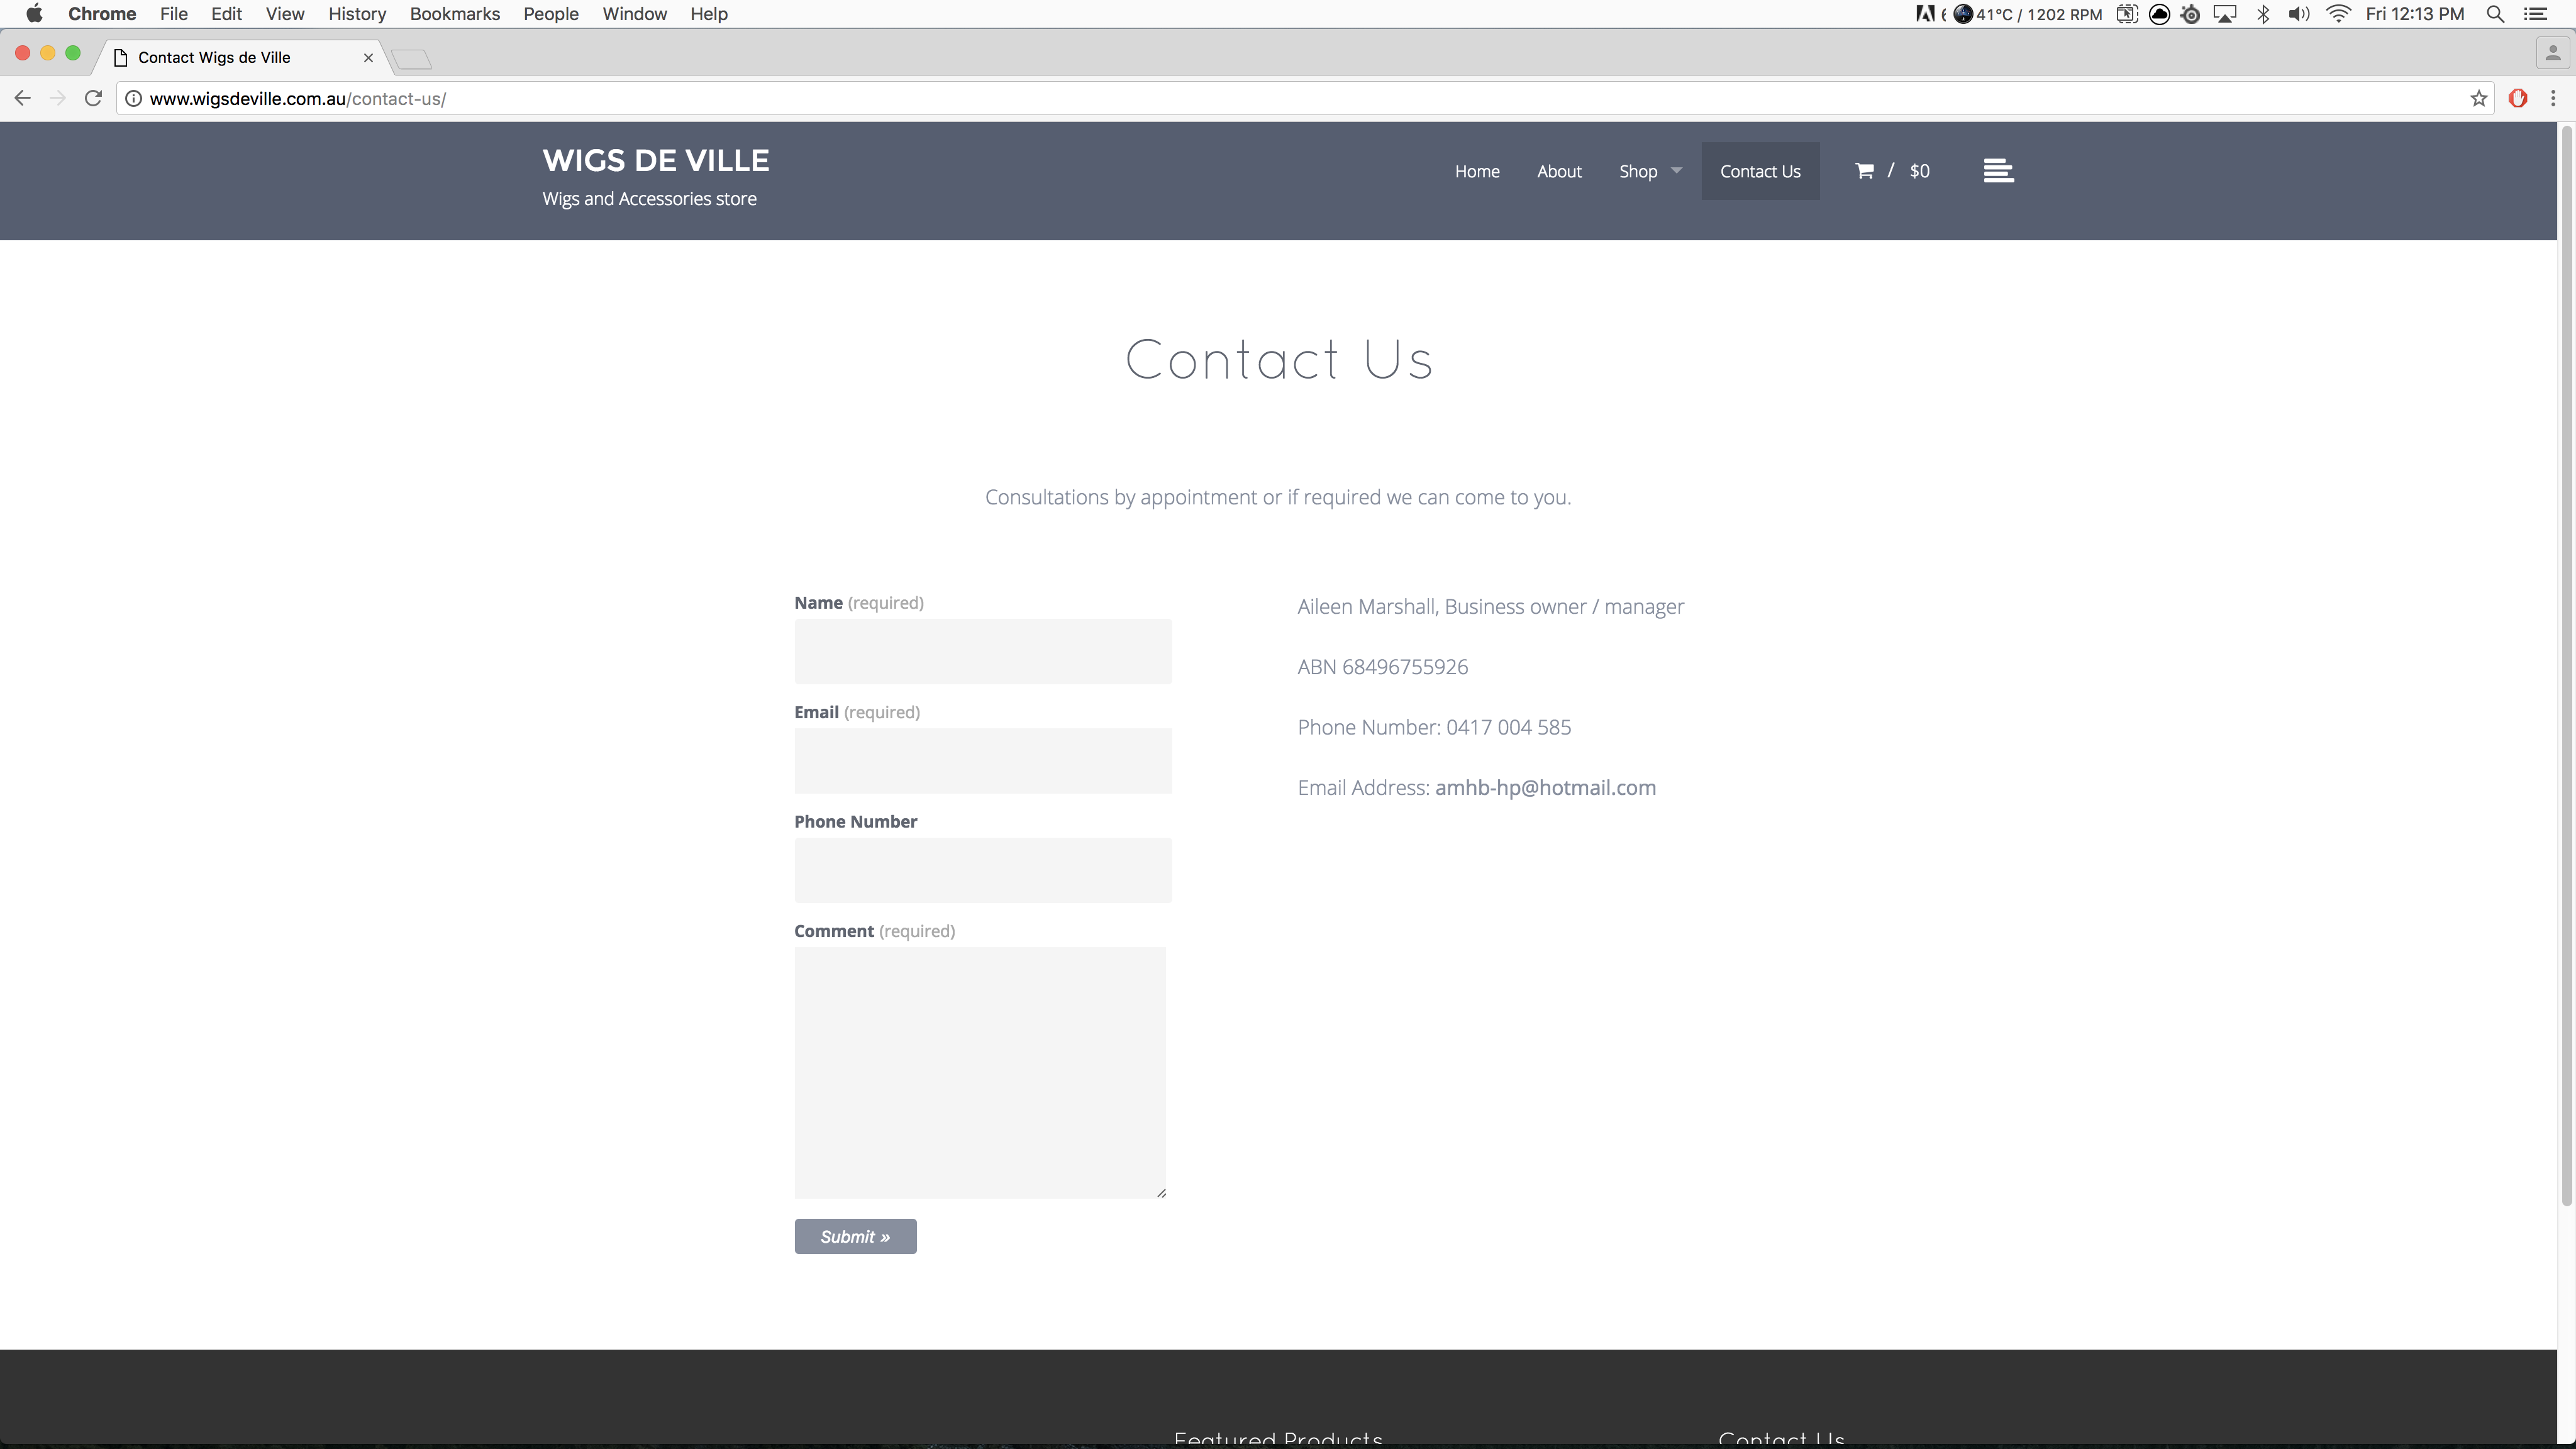 Chrome File Edit View History Bookmarks People Window Help
6 41°C / 1202 RPM Fri 12:13 PM
Contact Wigs de Ville
www.wigsdeville.com.au/contact-us/
WIGS DE VILLE
Wigs and Accessories store
Home About Shop Contact Us / $0
Contact Us
Consultations by appointment or if required we can come to you.
Name (required)
Email (required)
Phone Number
Comment (required)
Submit »
Aileen Marshall, Business owner / manager
ABN 68496755926
Phone Number: 0417 004 585
Email Address: amhb-hp@hotmail.com
Featured Products
Contact Us